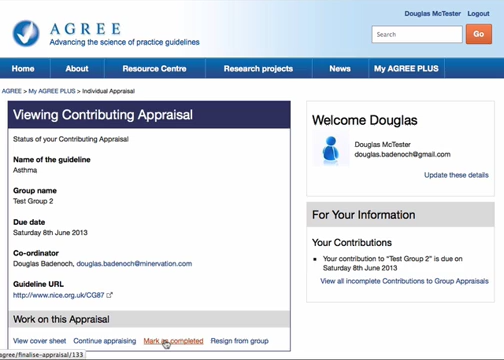 Douglas McTester Logout
AGREE
Advancing the science of practice guidelines
Search
Go
Home About Resource Centre Research projects News My AGREE PLUS
AGREE > My AGREE PLUS > Individual Appraisal
Viewing Contributing Appraisal
Status of your Contributing Appraisal
Name of the guideline
Asthma
Group name
Test Group 2
Due date
Saturday 8th June 2013
Co-ordinator
Douglas Badenoch, douglas.badenoch@minervation.com
Guideline URL
http://www.nice.org.uk/CG87
Work on this Appraisal
View cover sheet Continue appraising Mark as completed Resign from group
agree/finalise-appraisal/133
Welcome Douglas
Douglas McTester
douglas.badenoch@gmail.com
Update these details
For Your Information
Your Contributions
Your contribution to "Test Group 2" is due on
Saturday 8th June 2013
View all incomplete Contributions to Group Appraisals